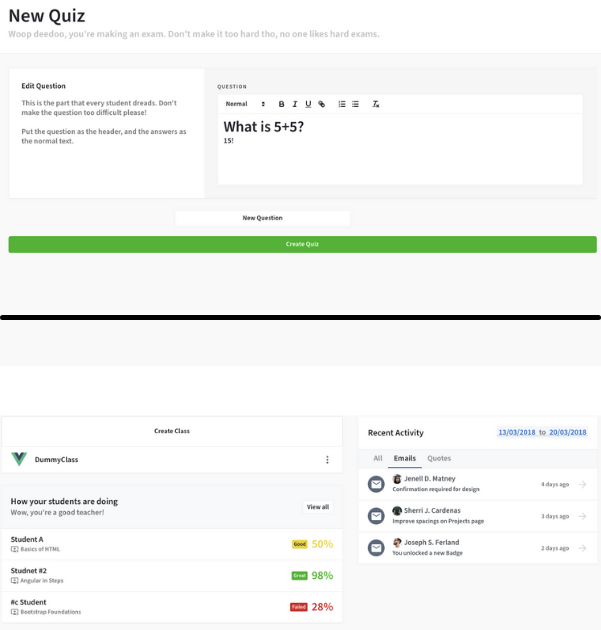 New Quiz
Woop deedoo, you're making an exam. Don't make it too hard tho, no one likes hard exams.
Edit Question
This is the part that every student dreads. Don't
make the question too difficult please!
Put the question as the header, and the answers as
the normal text.
QUESTION
Normal B I U
What is 5+5?
15!
New Question
Create Quiz
Create Class
DummyClass
How your students are doing
Wow, you're a good teacher!
View all
Student A
Basics of HTML
Good 50%
Studnet #2
Angular in Steps
Great 98%
#c Student
Bootstrap Foundations
Failed 28%
Recent Activity
13/03/2018 to 20/03/2018
All Emails Quotes
Jenell D. Matney
Confirmation required for design
4 days ago
Sherri J. Cardenas
Improve spacings on Projects page
3 days ago
Joseph S. Ferland
You unlocked a new Badge
2 days ago